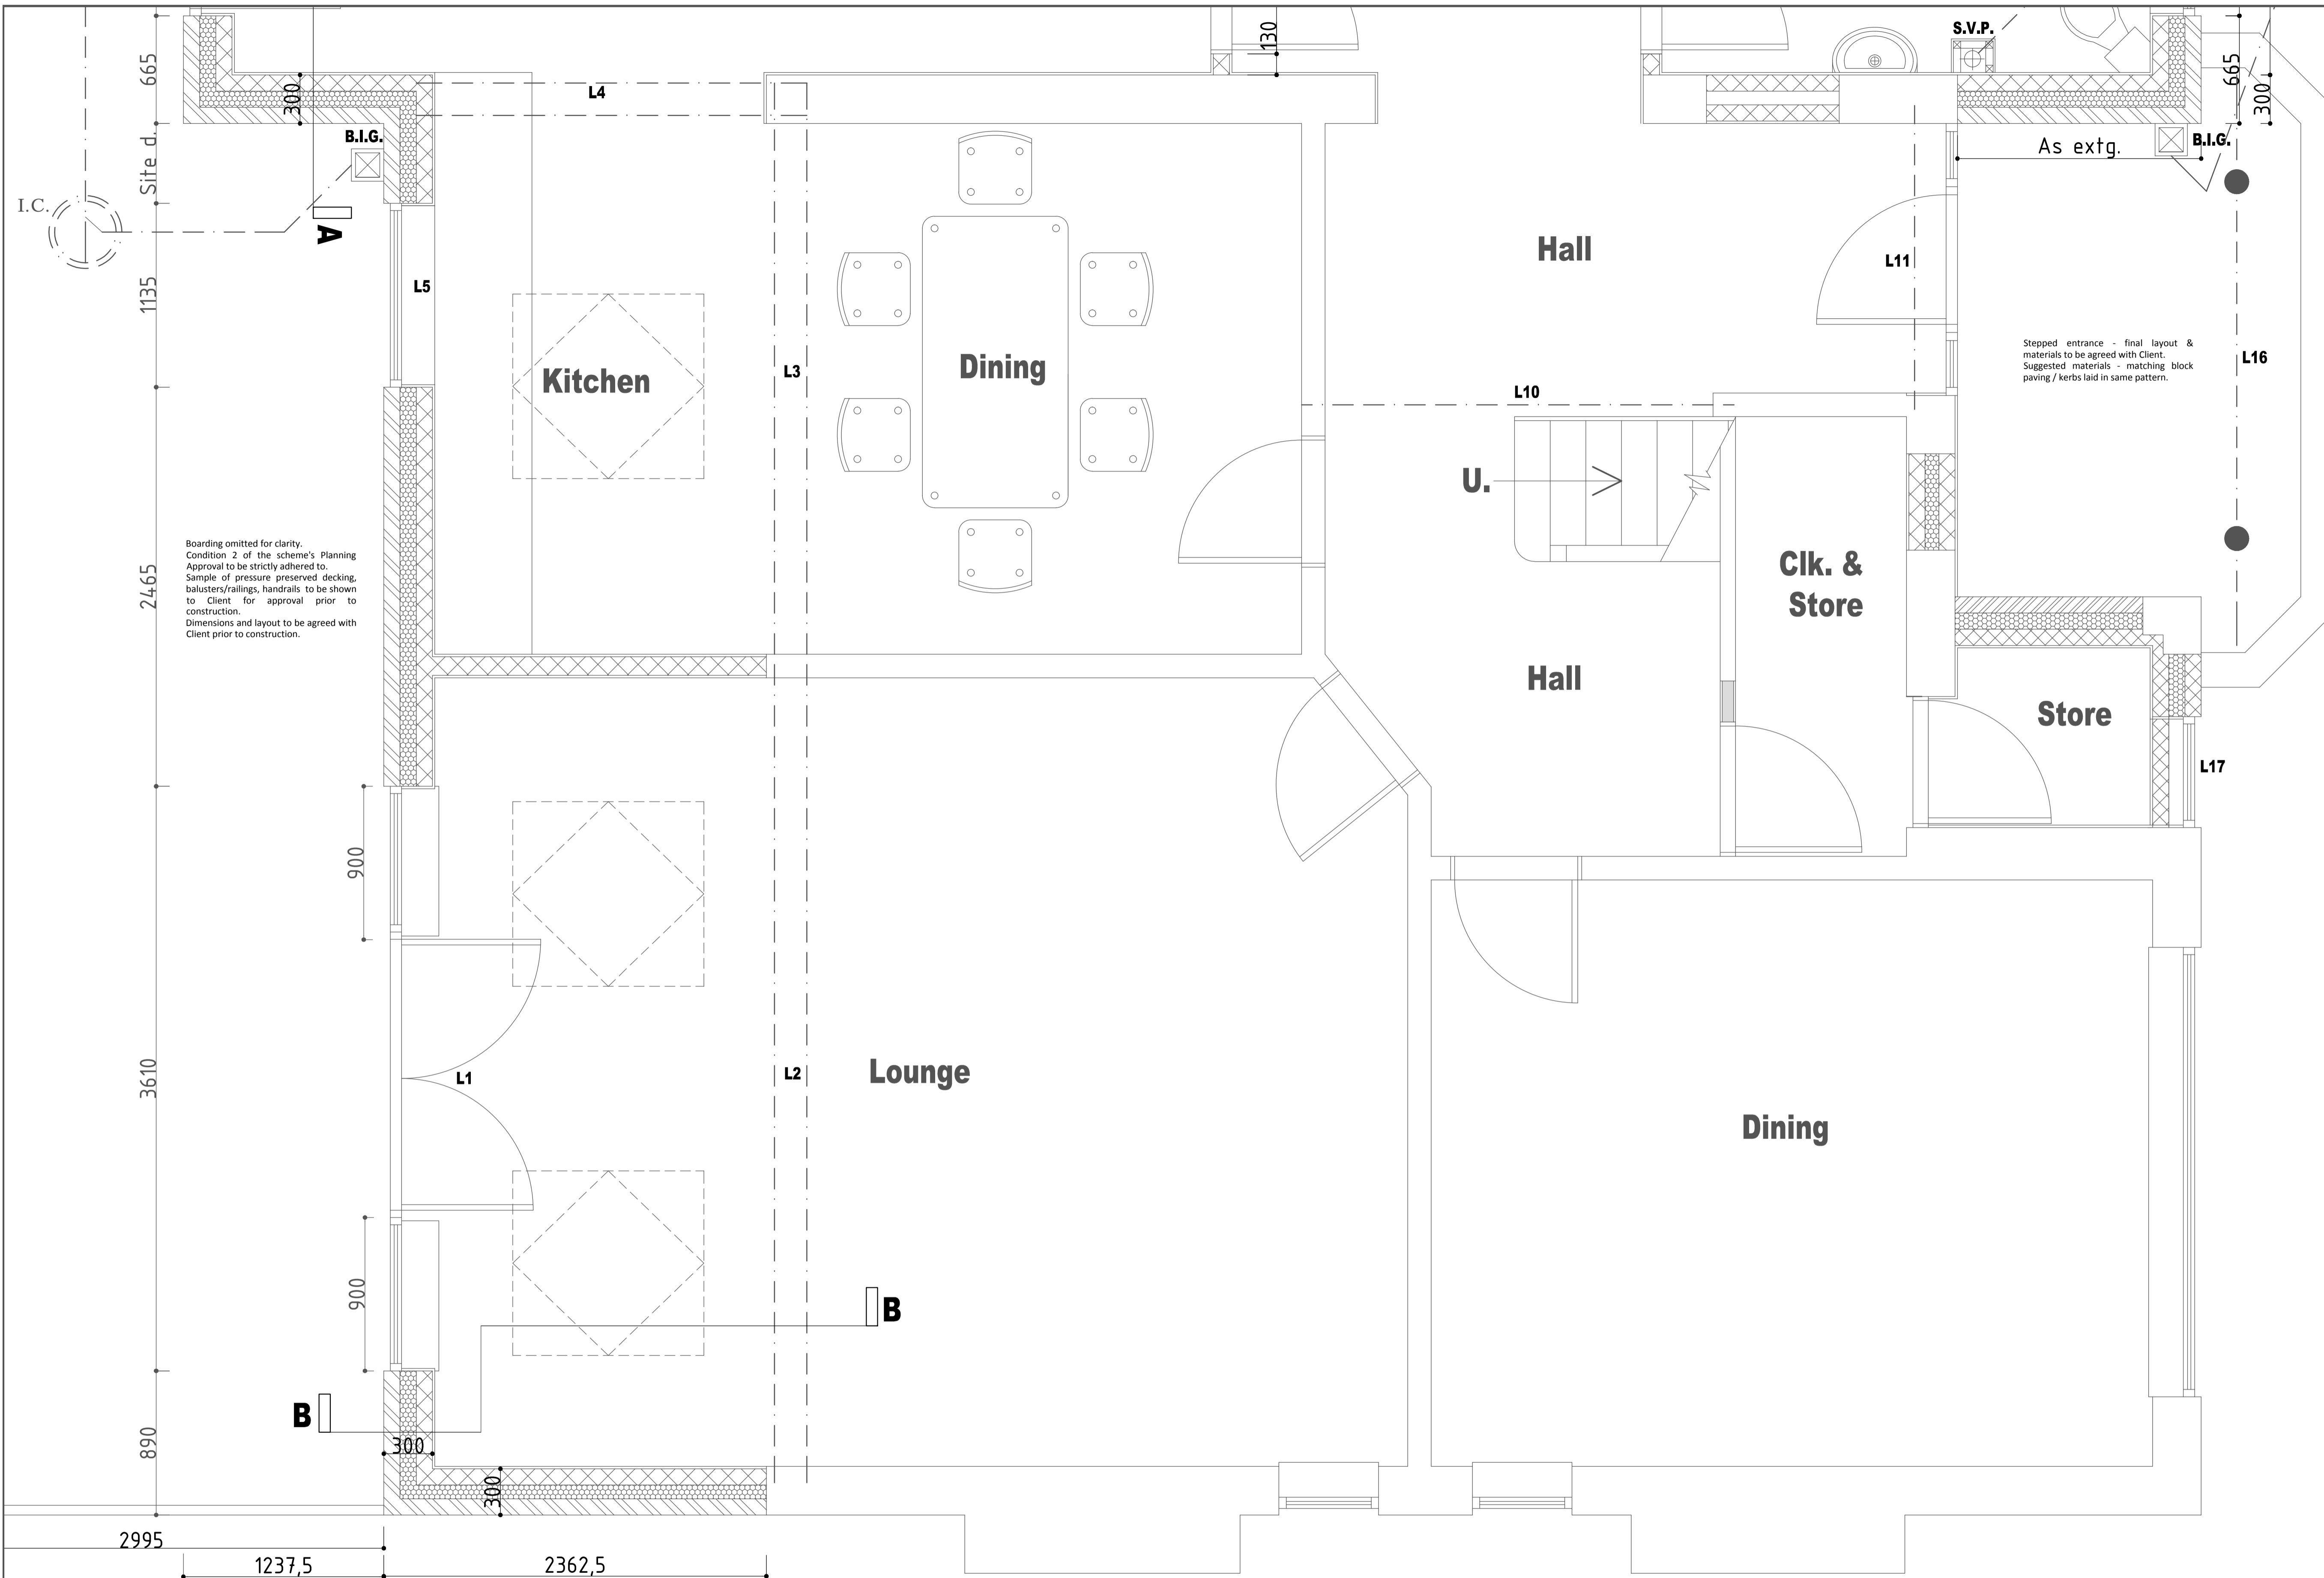 S.V.P.
130
665
665
300
300
L4
B.I.G.
B.I.G.
As extg.
Site d.
I.C.
A
Hall
L11
L5
1135
Stepped entrance - final layout &
materials to be agreed with Client.
Suggested materials - matching block
paving / kerbs laid in same pattern.
L16
L3
Dining
Kitchen
L10
U.
Boarding omitted for clarity.
Condition 2 of the scheme's Planning
Approval to be strictly adhered to.
Sample of pressure preserved decking,
balusters/railings, handrails to be shown
to Client for approval prior to
construction.
Dimensions and layout to be agreed with
Client prior to construction.
2465
Clk. &
Store
Hall
Store
L17
900
3610
L1
L2
Lounge
Dining
900
B
B
890
300
300
2995
1237,5
2362,5